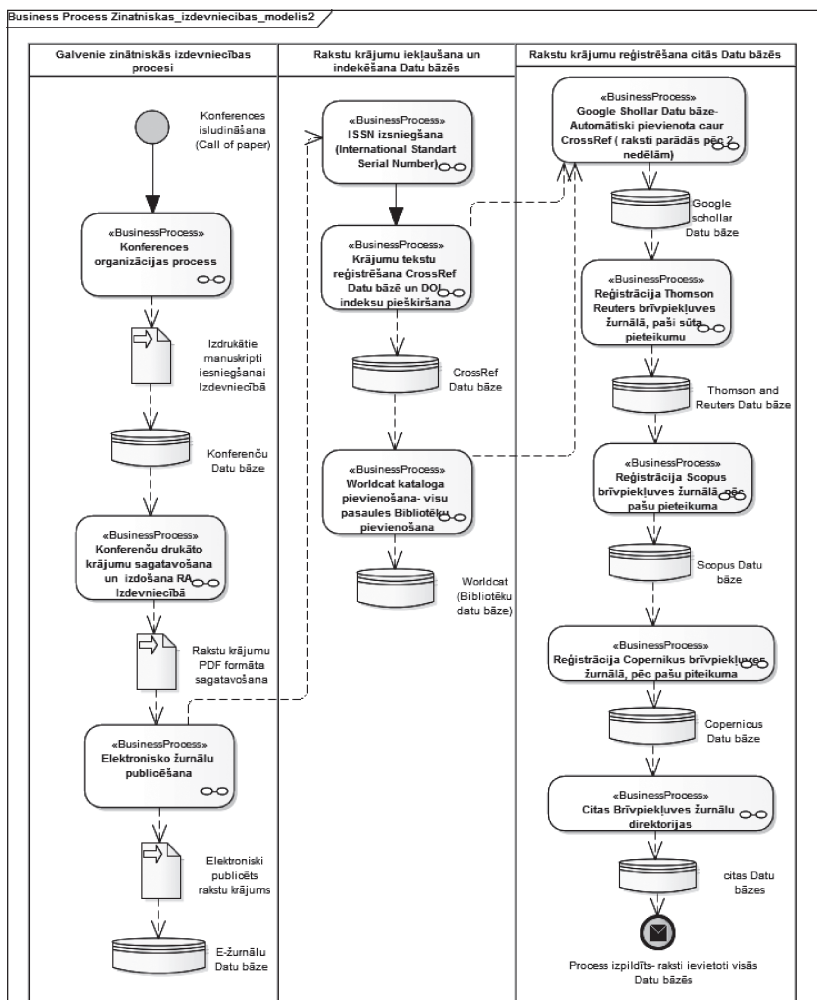 Business Process Zinatniskas_izdevniecibas_modelis2
Galvenie zinātniskās izdevniecības
procesi
Konferences
isludināšana
(Call of paper)
«BusinessProcess»
Konferences
organizācijas process
Izdrukātie
manuskripti
iesniegšanai
Izdevniecībā
Konferenču
Datu bāze
«BusinessProcess»
Konferenču drukāto
krājumu sagatavošana
un izdošana RA
Izdevniecībā
Rakstu krājumu
PDF formāta
sagatavošana
«BusinessProcess»
Elektronisko žurnālu
publicēšana
Elektroniski
publicēts
rakstu krājums
E-žurnālu
Datu bāze
Rakstu krājumu iekļaušana un
indekēšana Datu bāzēs
«BusinessProcess»
ISSN izsniegšana
(International Standart
Serial Number)
«BusinessProcess»
Krājumu tekstu
reģistrēšana CrossRef
Datu bāzē un DOI
indeksu piešķiršana
CrossRef
Datu bāze
«BusinessProcess»
Worldcat kataloga
pievienošana- visu
pasaules Bibliotēku
pievienošana
Worldcat
(Bibliotēku
datu bāze)
Rakstu krājumu reģistrēšana citās Datu bāzēs
«BusinessProcess»
Google Shollar Datu bāze-
Automātiski pievienota caur
CrossRef ( raksti parādās pēc 2
nedēļām)
Google
schollar
Datu bāze
«BusinessProcess»
Reģistrācija Thomson
Reuters brīvpiekļuves
žurnālā, paši sūta
pieteikumu
Thomson and
Reuters Datu bāze
«BusinessProcess»
Reģistrācija Scopus
brīvpiekļuves žurnālā, pēc
pašu pieteikuma
Scopus Datu
bāze
«BusinessProcess»
Reģistrācija Copernikus brīvpiekļuves
žurnālā, pēc pašu piteikuma
Copernicus
Datu bāze
«BusinessProcess»
Citas Brīvpiekļuves žurnālu
direktorijas
citas Datu
bāzes
Process izpildīts- raksti ievietoti visās
Datu bāzēs